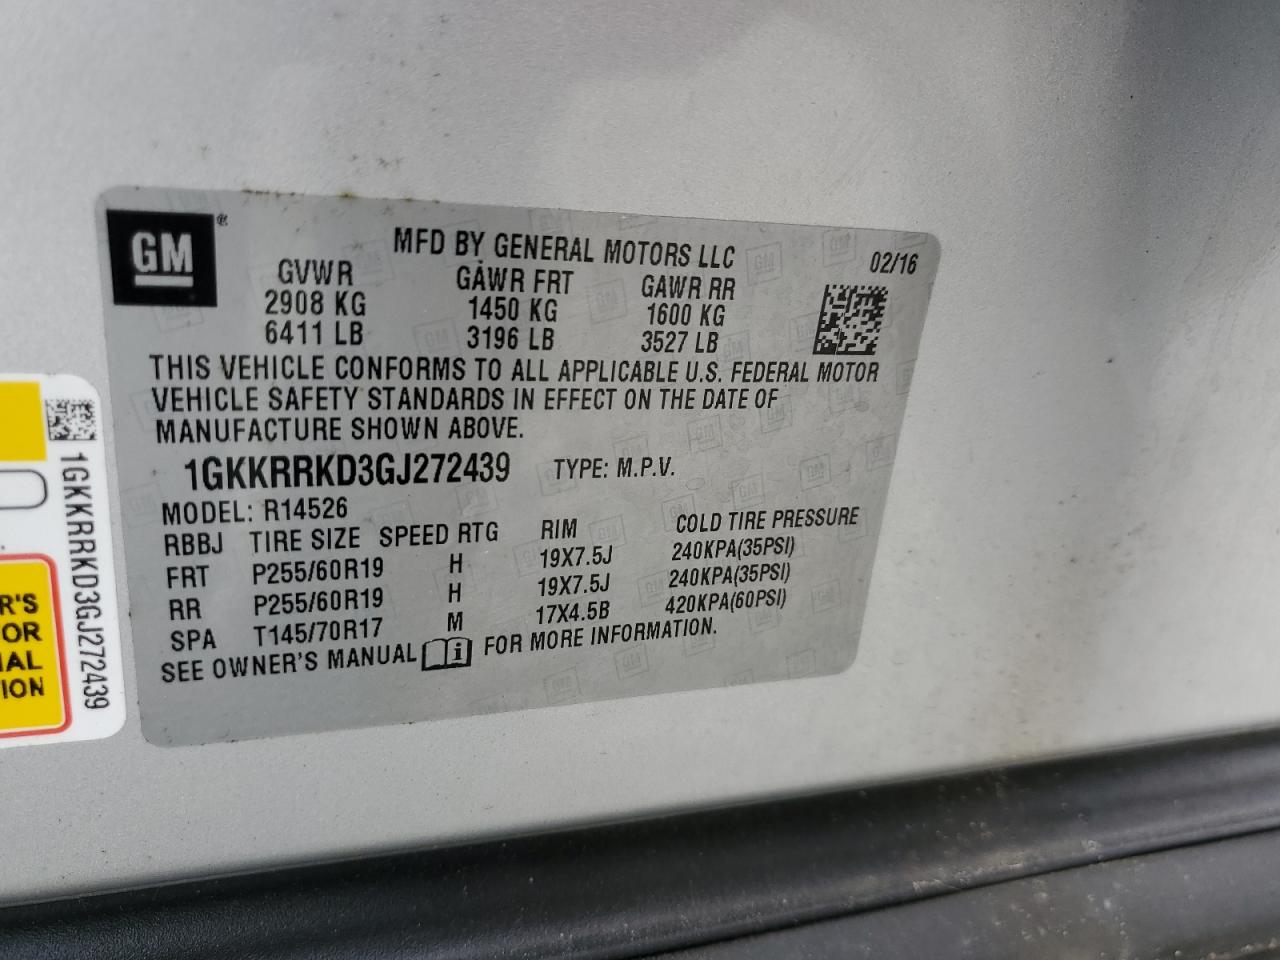 GM®
MFD BY GENERAL MOTORS LLC 02/16
GVWR GAWR FRT GAWR RR
2908 KG 1450 KG 1600 KG
6411 LB 3196 LB 3527 LB
THIS VEHICLE CONFORMS TO ALL APPLICABLE U.S. FEDERAL MOTOR
VEHICLE SAFETY STANDARDS IN EFFECT ON THE DATE OF
MANUFACTURE SHOWN ABOVE.
1GKKRRKD3GJ272439 TYPE: M.P.V.
MODEL: R14526
RBBJ TIRE SIZE SPEED RTG RIM COLD TIRE PRESSURE
FRT P255/60R19 H 19X7.5J 240KPA(35PSI)
RR P255/60R19 H 19X7.5J 240KPA(35PSI)
SPA T145/70R17 M 17X4.5B 420KPA(60PSI)
SEE OWNER'S MANUAL FOR MORE INFORMATION.
1GKKRRKD3GJ272439
R'S
OR
IAL
ION